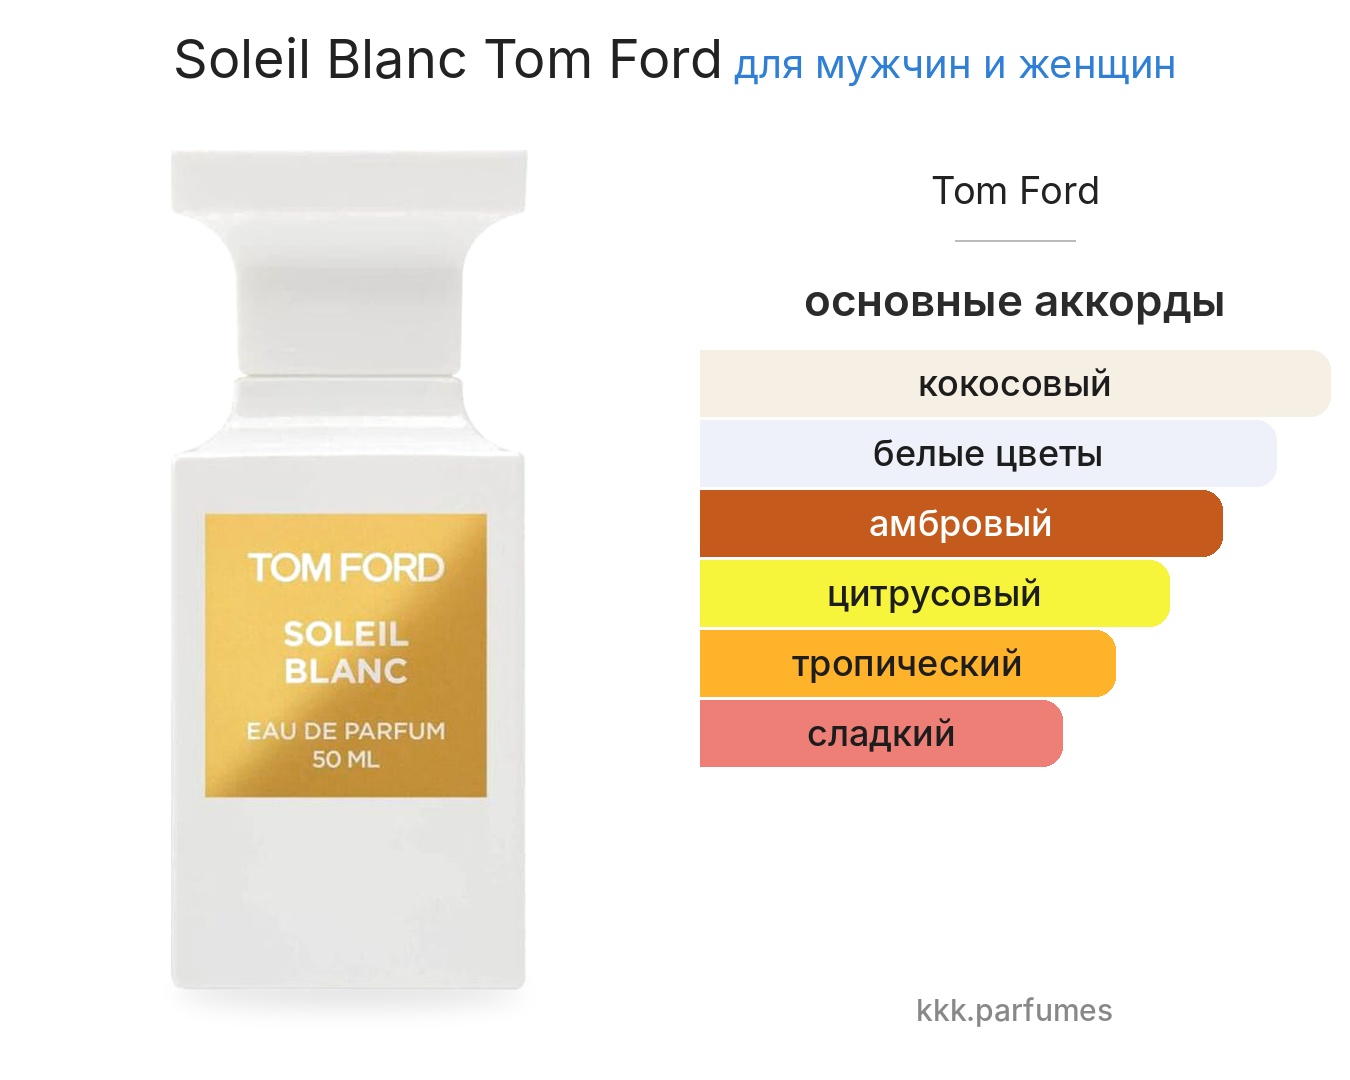 Soleil Blanc Tom Ford для мужчин и женщин
TOM FORD
SOLEIL
BLANC
EAU DE PARFUM
50 ML
Tom Ford
основные аккорды
кокосовый
белые цветы
амбровый
цитрусовый
тропический
сладкий
kkk.parfumes